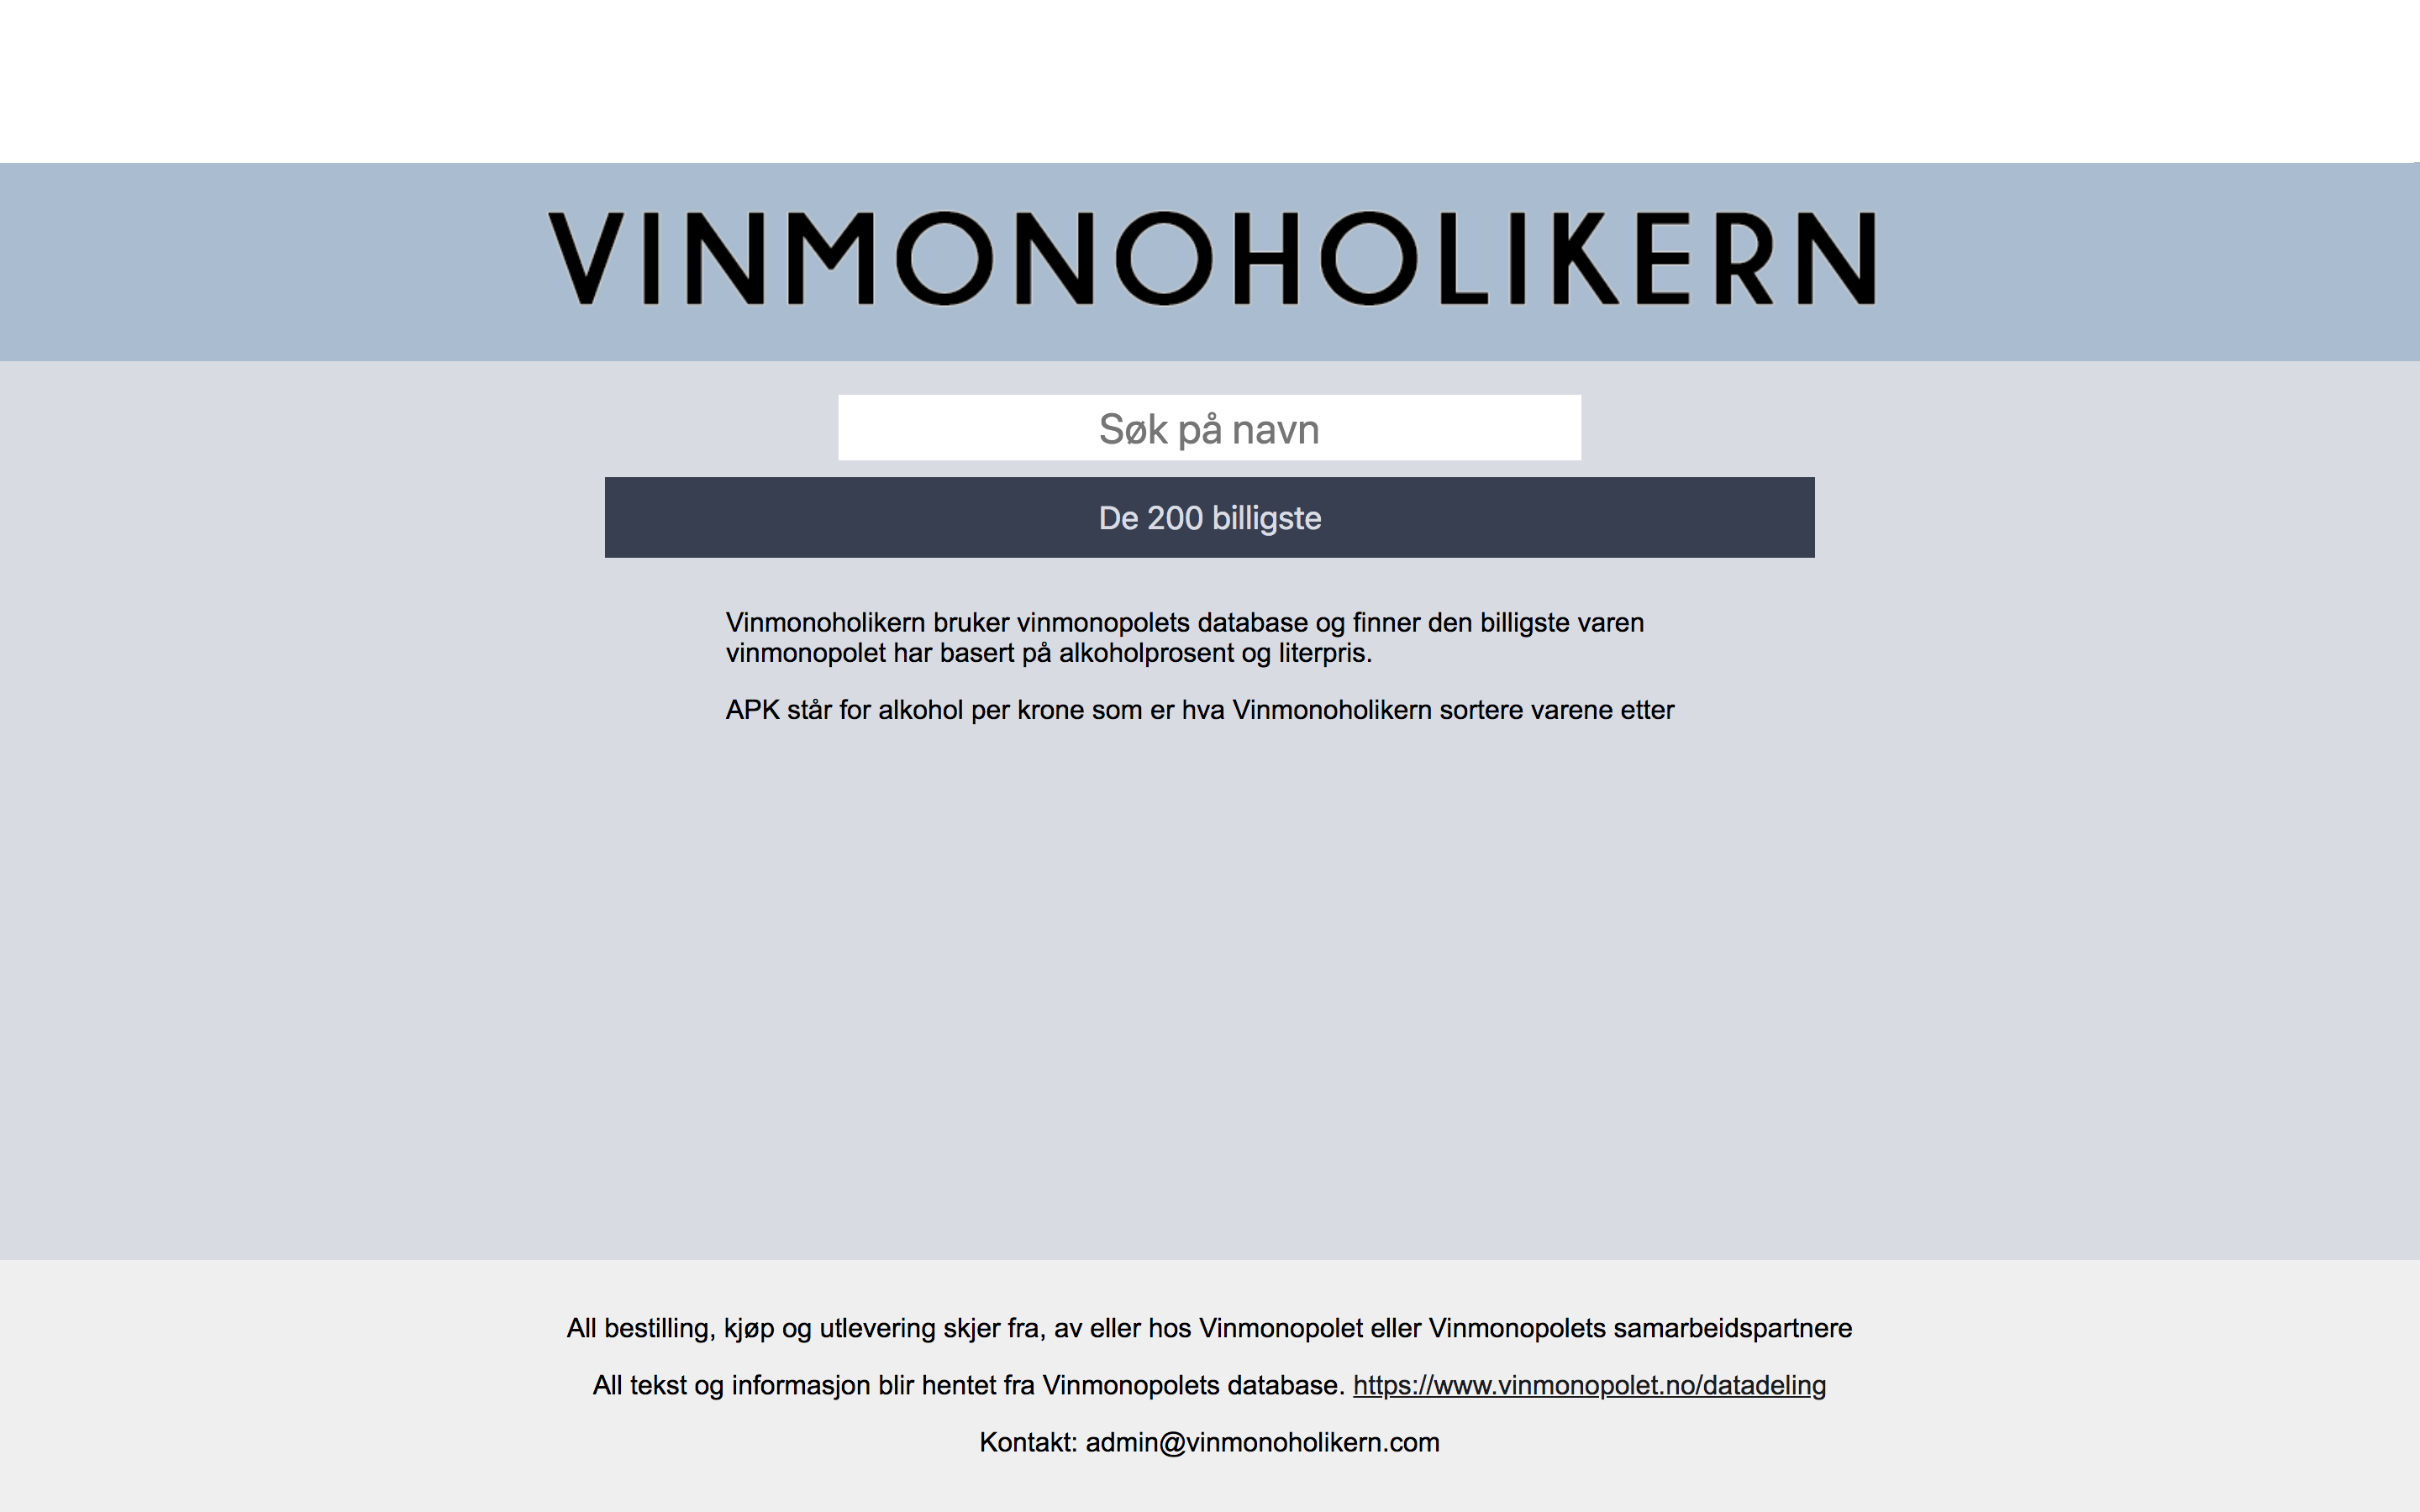 VINMONOHOLIKERN
Søk på navn
De 200 billigste
Vinmonoholikern bruker vinmonopolets database og finner den billigste varen
vinmonopolet har basert på alkoholprosent og literpris.
APK står for alkohol per krone som er hva Vinmonoholikern sortere varene etter
All bestilling, kjøp og utlevering skjer fra, av eller hos Vinmonopolet eller Vinmonopolets samarbeidspartnere
All tekst og informasjon blir hentet fra Vinmonopolets database. https://www.vinmonopolet.no/datadeling
Kontakt: admin@vinmonoholikern.com